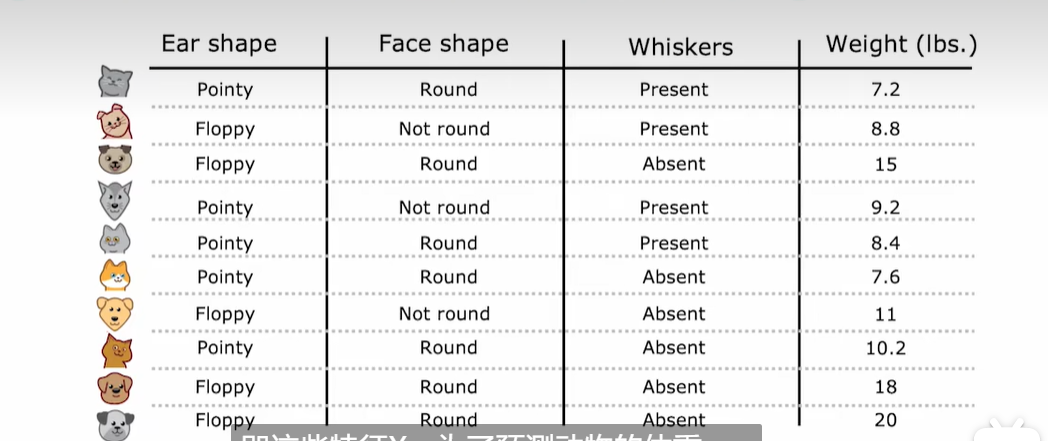 Ear shape Face shape Whiskers Weight (lbs.)
Pointy Round Present 7.2
Floppy Not round Present 8.8
Floppy Round Absent 15
Pointy Not round Present 9.2
Pointy Round Present 8.4
Pointy Round Absent 7.6
Floppy Not round Absent 11
Pointy Round Absent 10.2
Floppy Round Absent 18
Floppy Round Absent 20